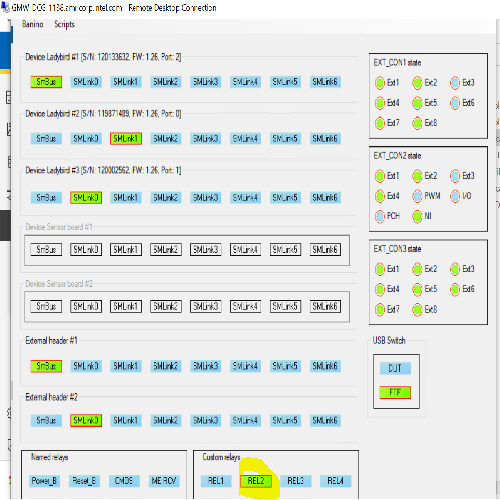 GMW-DCG-1138.amr.corp.intel.com - Remote Desktop Connection
Banino Scripts
Device Ladybird #1 [S/N: 120133632, FW: 1.26, Port: 2]
SmBus SMLink0 SMLink1 SMLink2 SMLink3 SMLink4 SMLink5 SMLink6
Device Ladybird #2 [S/N: 119871489, FW: 1.26, Port: 0]
SmBus SMLink0 SMLink1 SMLink2 SMLink3 SMLink4 SMLink5 SMLink6
Device Ladybird #3 [S/N: 120002562, FW: 1.26, Port: 1]
SmBus SMLink0 SMLink1 SMLink2 SMLink3 SMLink4 SMLink5 SMLink6
Device Sensor board #1
SmBus SMLink0 SMLink1 SMLink2 SMLink3 SMLink4 SMLink5 SMLink6
Device Sensor board #2
SmBus SMLink0 SMLink1 SMLink2 SMLink3 SMLink4 SMLink5 SMLink6
External header #1
SmBus SMLink0 SMLink1 SMLink2 SMLink3 SMLink4 SMLink5 SMLink6
External header #2
SmBus SMLink0 SMLink1 SMLink2 SMLink3 SMLink4 SMLink5 SMLink6
Named relays
Power_B Reset_B CMOS ME RCV
Custom relays
REL1 REL2 REL3 REL4
EXT_CON1 state
Ext1 Ext2 Ext3
Ext4 Ext5 Ext6
Ext7 Ext8
EXT_CON2 state
Ext1 Ext2 Ext3
Ext4 PWM I/O
PCH NI
EXT_CON3 state
Ext1 Ext2 Ext3
Ext4 Ext5 Ext6
Ext7 Ext8
USB Switch
DUT
FTF